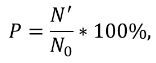 P = N′/N₀ * 100%,